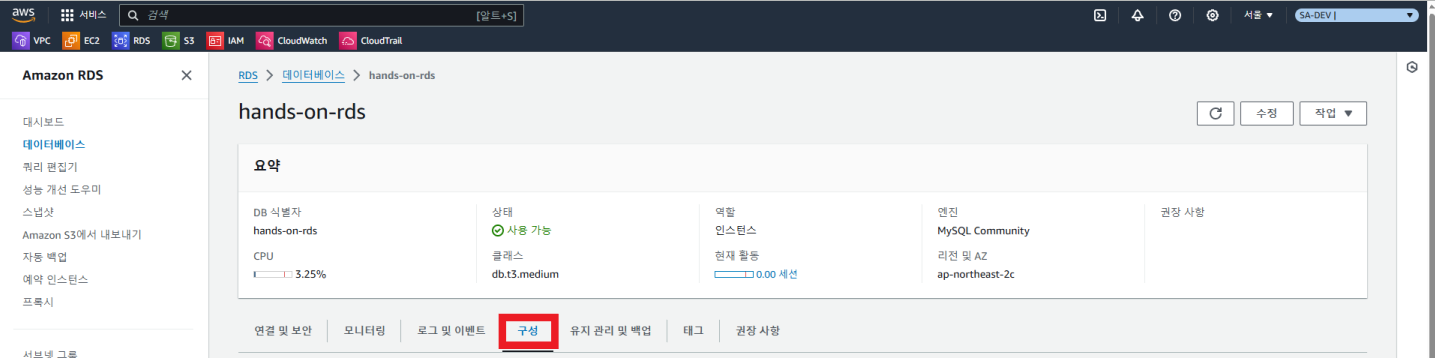 aws 서비스 검색 [알트+S] 서울 ▼ SA-DEV | ▼
VPC EC2 RDS S3 IAM CloudWatch CloudTrail
Amazon RDS
RDS > 데이터베이스 > hands-on-rds
hands-on-rds
수정 작업 ▼
대시보드
데이터베이스
쿼리 편집기
성능 개선 도우미
스냅샷
Amazon S3에서 내보내기
자동 백업
예약 인스턴스
프록시
서브넷 그룹
요약
DB 식별자 상태 역할 엔진 권장 사항
hands-on-rds 사용 가능 인스턴스 MySQL Community
CPU 클래스 현재 활동 리전 및 AZ
3.25% db.t3.medium 0.00 세션 ap-northeast-2c
연결 및 보안 모니터링 로그 및 이벤트 구성 유지 관리 및 백업 태그 권장 사항